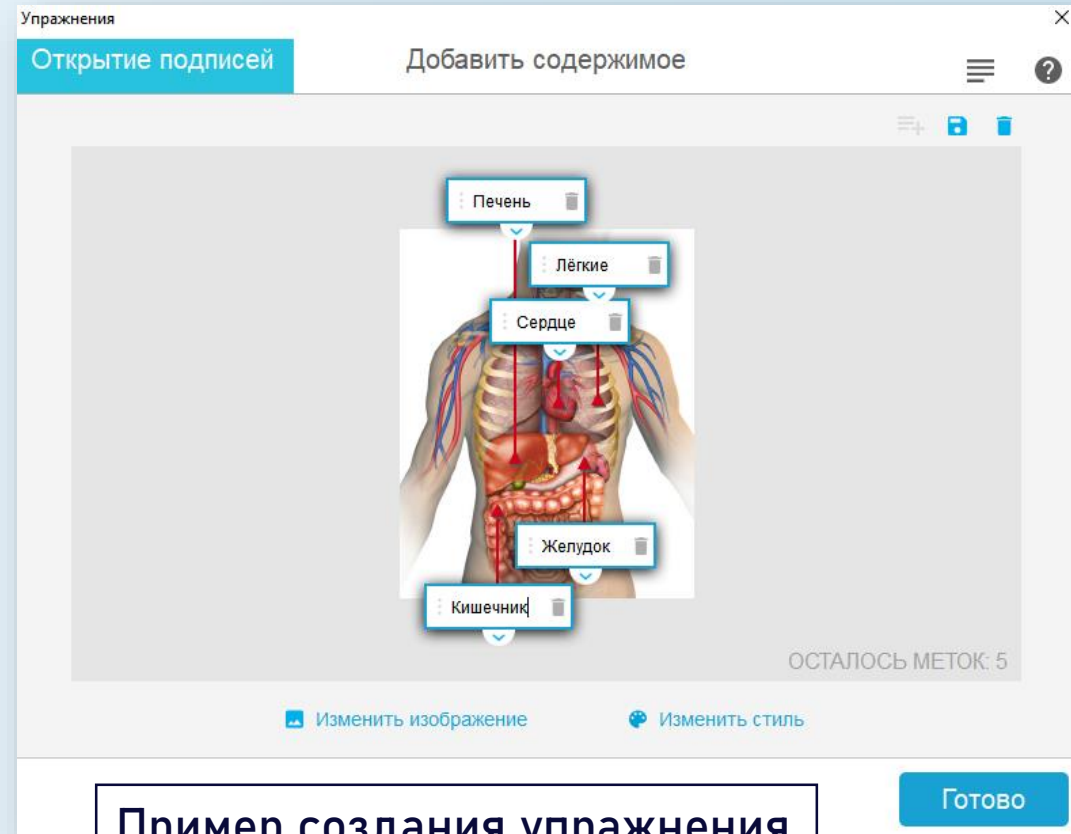 Упражнения
Открытие подписей
Добавить содержимое
Печень
Лёгкие
Сердце
Желудок
Кишечник
ОСТАЛОСЬ МЕТОК: 5
Изменить изображение
Изменить стиль
Готово
Пример создания упражнения